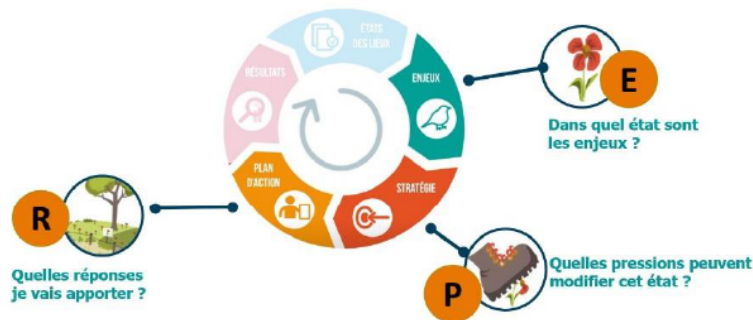 ÉTATS
DES LIEUX
RÉSULTATS
ENJEUX
E
Dans quel état sont
les enjeux ?
PLAN
D'ACTION
STRATÉGIE
R
Quelles réponses
je vais apporter ?
P
Quelles pressions peuvent
modifier cet état ?